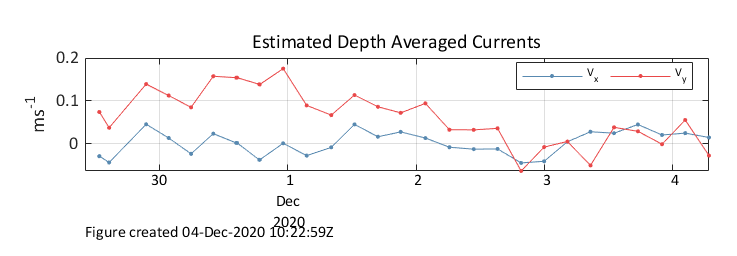 Estimated Depth Averaged Currents
0.2
0.1
0
ms-1
Vx
Vy
30 1 2 3 4
Dec
2020
Figure created 04-Dec-2020 10:22:59Z